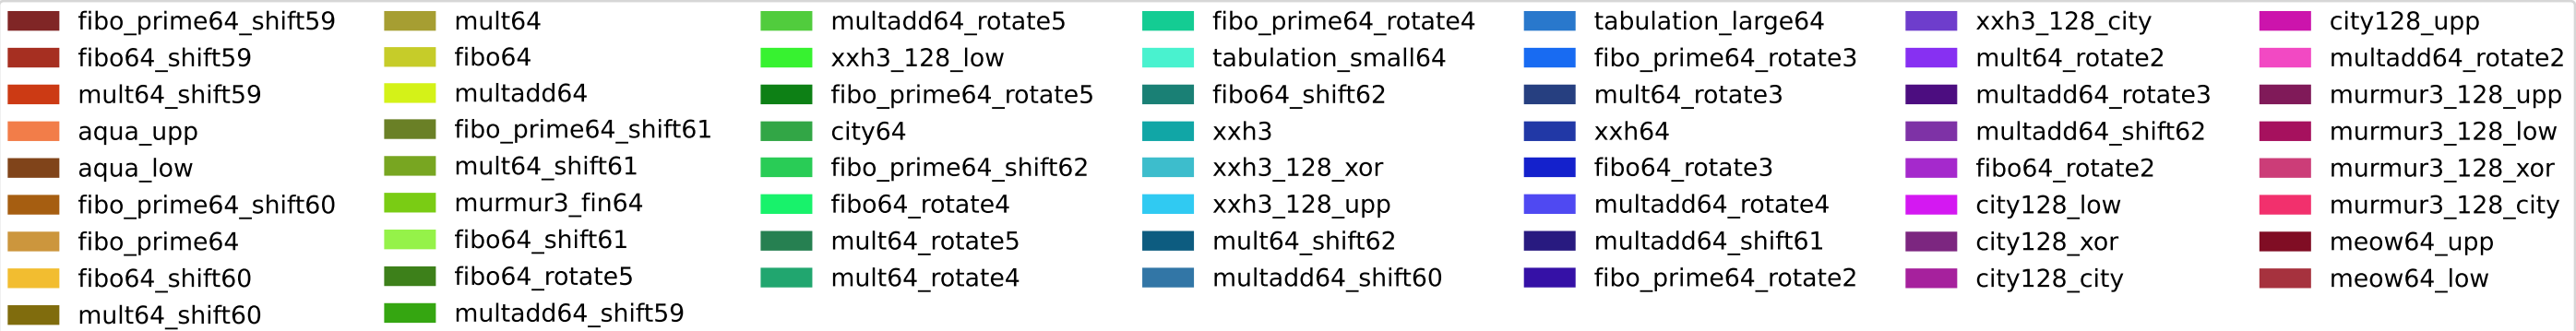 fibo_prime64_shift59
fibo64_shift59
mult64_shift59
aqua_upp
aqua_low
fibo_prime64_shift60
fibo_prime64
fibo64_shift60
mult64_shift60
mult64
fibo64
multadd64
fibo_prime64_shift61
mult64_shift61
murmur3_fin64
fibo64_shift61
fibo64_rotate5
multadd64_shift59
multadd64_rotate5
xxh3_128_low
fibo_prime64_rotate5
city64
fibo_prime64_shift62
fibo64_rotate4
mult64_rotate5
mult64_rotate4
fibo_prime64_rotate4
tabulation_small64
fibo64_shift62
xxh3
xxh3_128_xor
xxh3_128_upp
mult64_shift62
multadd64_shift60
tabulation_large64
fibo_prime64_rotate3
mult64_rotate3
xxh64
fibo64_rotate3
multadd64_rotate4
multadd64_shift61
fibo_prime64_rotate2
xxh3_128_city
mult64_rotate2
multadd64_rotate3
multadd64_shift62
fibo64_rotate2
city128_low
city128_xor
city128_city
city128_upp
multadd64_rotate2
murmur3_128_upp
murmur3_128_low
murmur3_128_xor
murmur3_128_city
meow64_upp
meow64_low